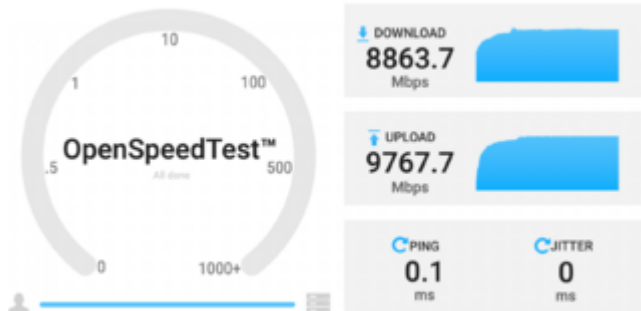 10
1
100
OpenSpeedTest™
All done
.5
500
0
1000+
DOWNLOAD
8863.7
Mbps
UPLOAD
9767.7
Mbps
PING
0.1
ms
JITTER
0
ms